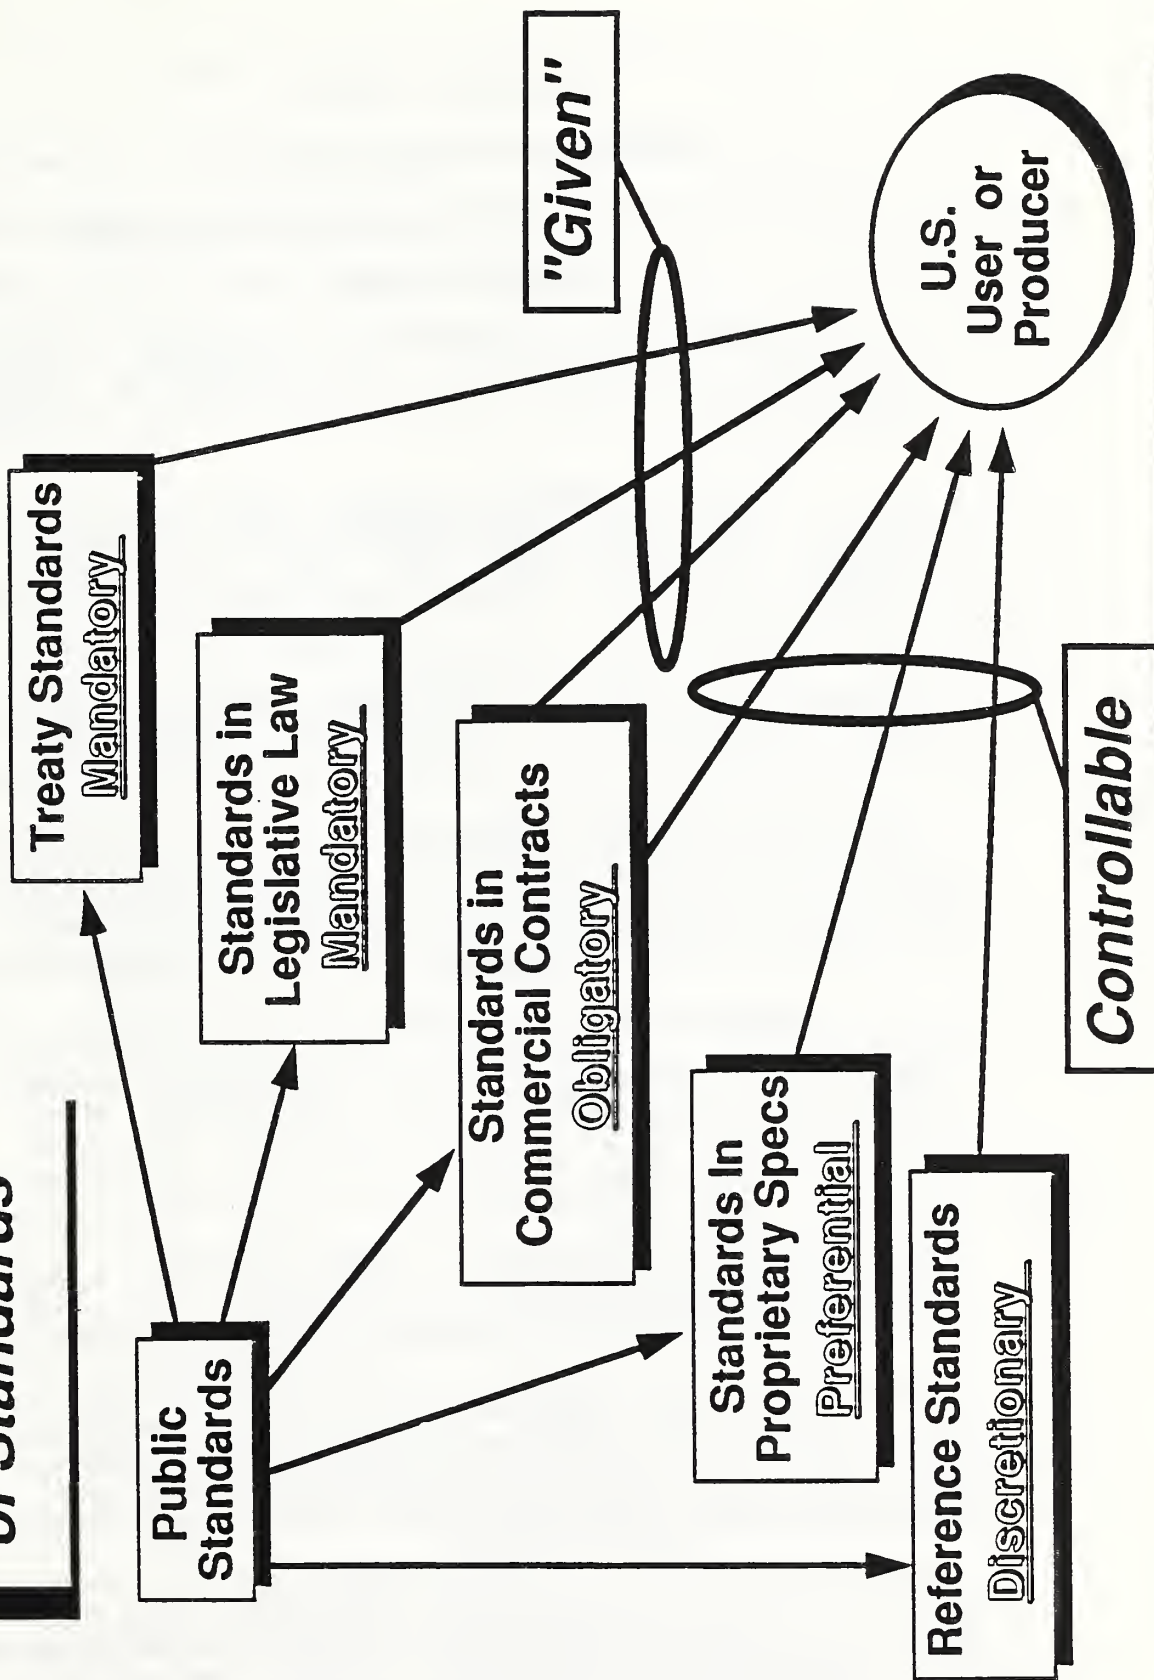 of Standards
Public
Standards
Treaty Standards
Mandatory
Standards in
Legislative Law
Mandatory
Standards in
Commercial Contracts
Obligatory
Standards In
Proprietary Specs
Preferential
Reference Standards
Discretionary
"Given"
Controllable
U.S.
User or
Producer